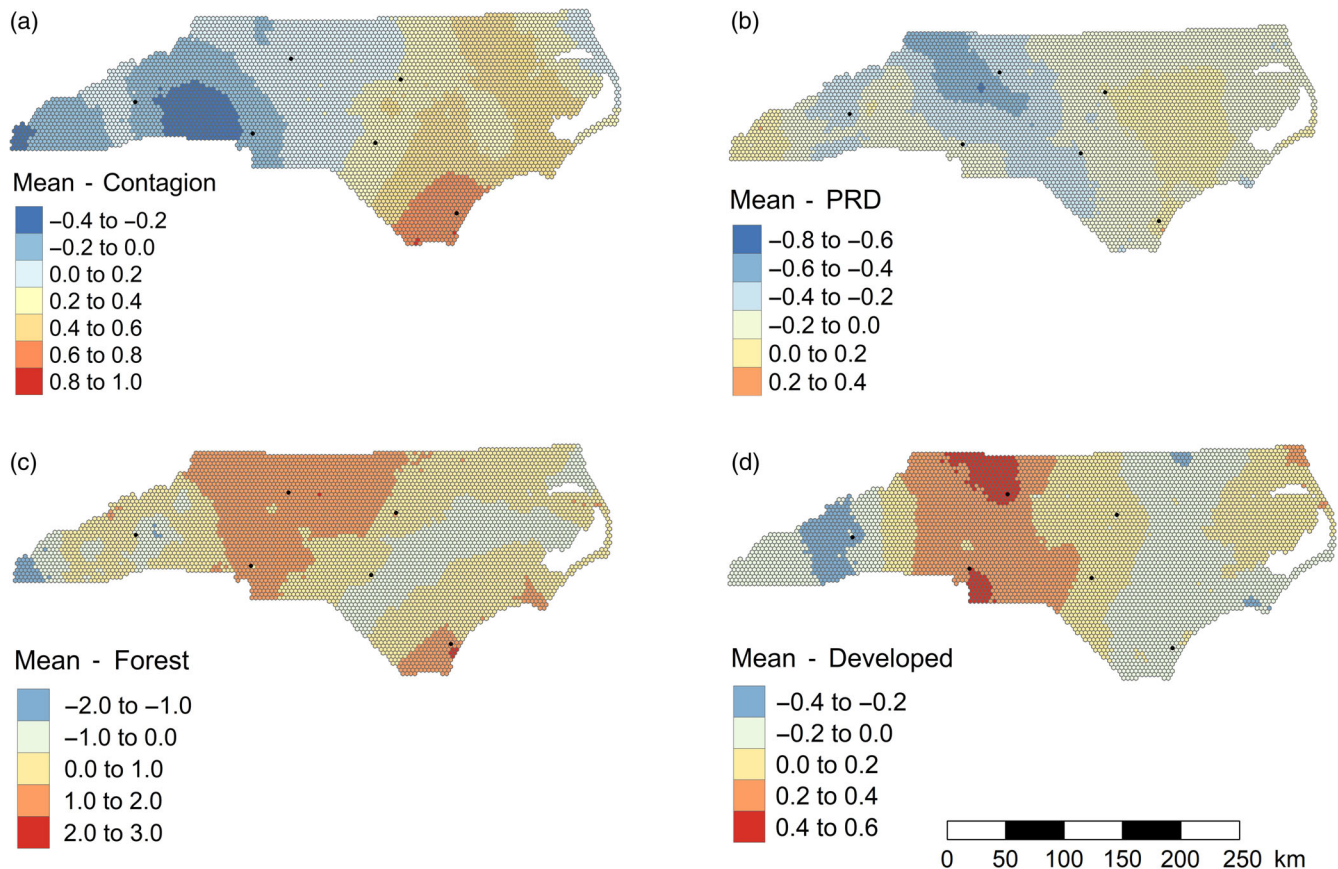 (a)
Mean - Contagion
−0.4 to −0.2
−0.2 to 0.0
0.0 to 0.2
0.2 to 0.4
0.4 to 0.6
0.6 to 0.8
0.8 to 1.0
(b)
Mean - PRD
−0.8 to −0.6
−0.6 to −0.4
−0.4 to −0.2
−0.2 to 0.0
0.0 to 0.2
0.2 to 0.4
(c)
Mean - Forest
−2.0 to −1.0
−1.0 to 0.0
0.0 to 1.0
1.0 to 2.0
2.0 to 3.0
(d)
Mean - Developed
−0.4 to −0.2
−0.2 to 0.0
0.0 to 0.2
0.2 to 0.4
0.4 to 0.6
0 50 100 150 200 250 km